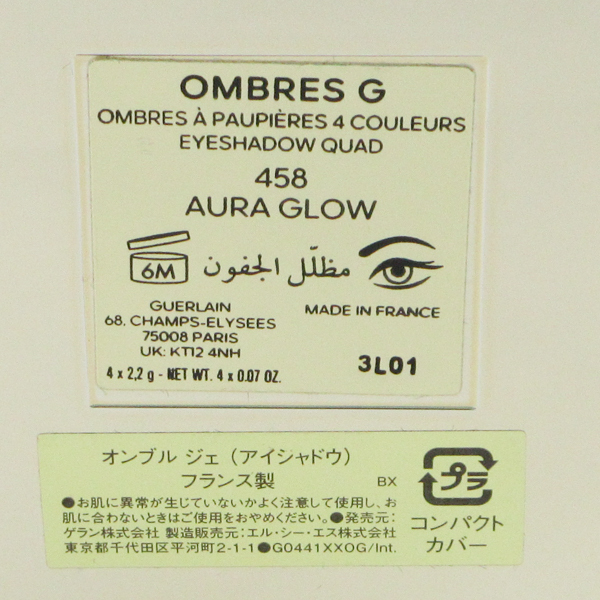 OMBRES G
OMBRES À PAUPIÈRES 4 COULEURS
EYESHADOW QUAD
458
AURA GLOW
6M
مظلّل الجفون
GUERLAIN
68, CHAMPS-ELYSEES
75008 PARIS
UK: KT12 4NH
4 x 2,2 g - NET WT. 4 x 0.07 OZ.
MADE IN FRANCE
3L01
オンブル ジェ（アイシャドウ）
フランス製
BX
●お肌に異常が生じていないかよく注意して使用し、お
肌に合わないときはご使用をおやめください。●発売元：
ゲラン株式会社 製造販売元：エル・シー・エス株式会社
東京都千代田区平河町2-1-1●G0441XXOG/Int.
プラ
コンパクト
カバー